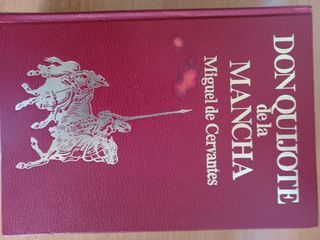 DON QUIJOTE
de la
MANCHA
Miguel de Cervantes